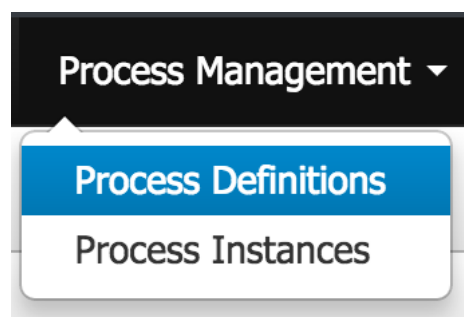 Process Management
Process Definitions
Process Instances